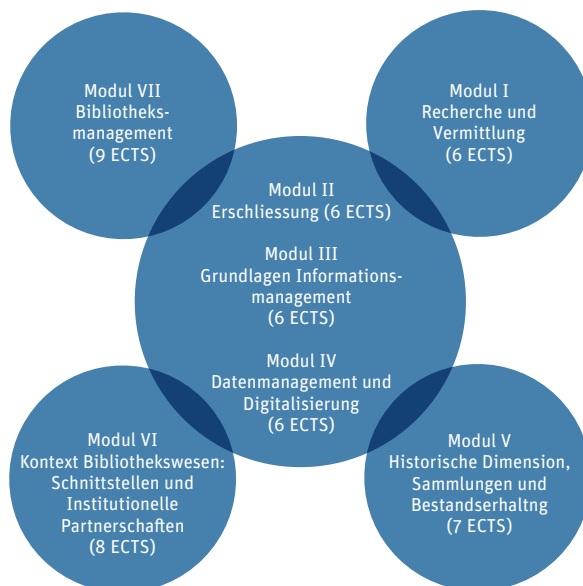 Modul VII
Bibliotheks-
management
(9 ECTS)
Modul I
Recherche und
Vermittlung
(6 ECTS)
Modul II
Erschliessung (6 ECTS)
Modul III
Grundlagen Informations-
management
(6 ECTS)
Modul IV
Datenmanagement und
Digitalisierung
(6 ECTS)
Modul VI
Kontext Bibliothekswesen:
Schnittstellen und
Institutionelle
Partnerschaften
(8 ECTS)
Modul V
Historische Dimension,
Sammlungen und
Bestandserhaltng
(7 ECTS)